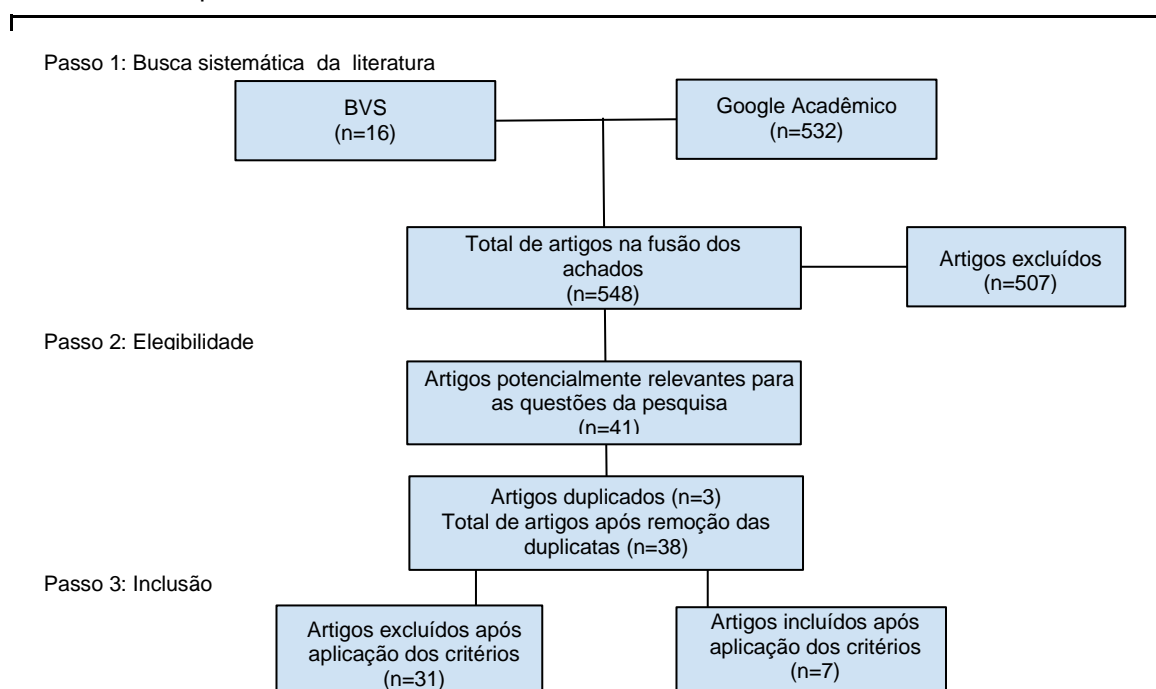 Passo 1: Busca sistemática da literatura
BVS
(n=16)
Google Acadêmico
(n=532)
Total de artigos na fusão dos
achados
(n=548)
Artigos excluídos
(n=507)
Passo 2: Elegibilidade
Artigos potencialmente relevantes para
as questões da pesquisa
(n=41)
Artigos duplicados (n=3)
Total de artigos após remoção das
duplicatas (n=38)
Passo 3: Inclusão
Artigos excluídos após
aplicação dos critérios
(n=31)
Artigos incluídos após
aplicação dos critérios
(n=7)